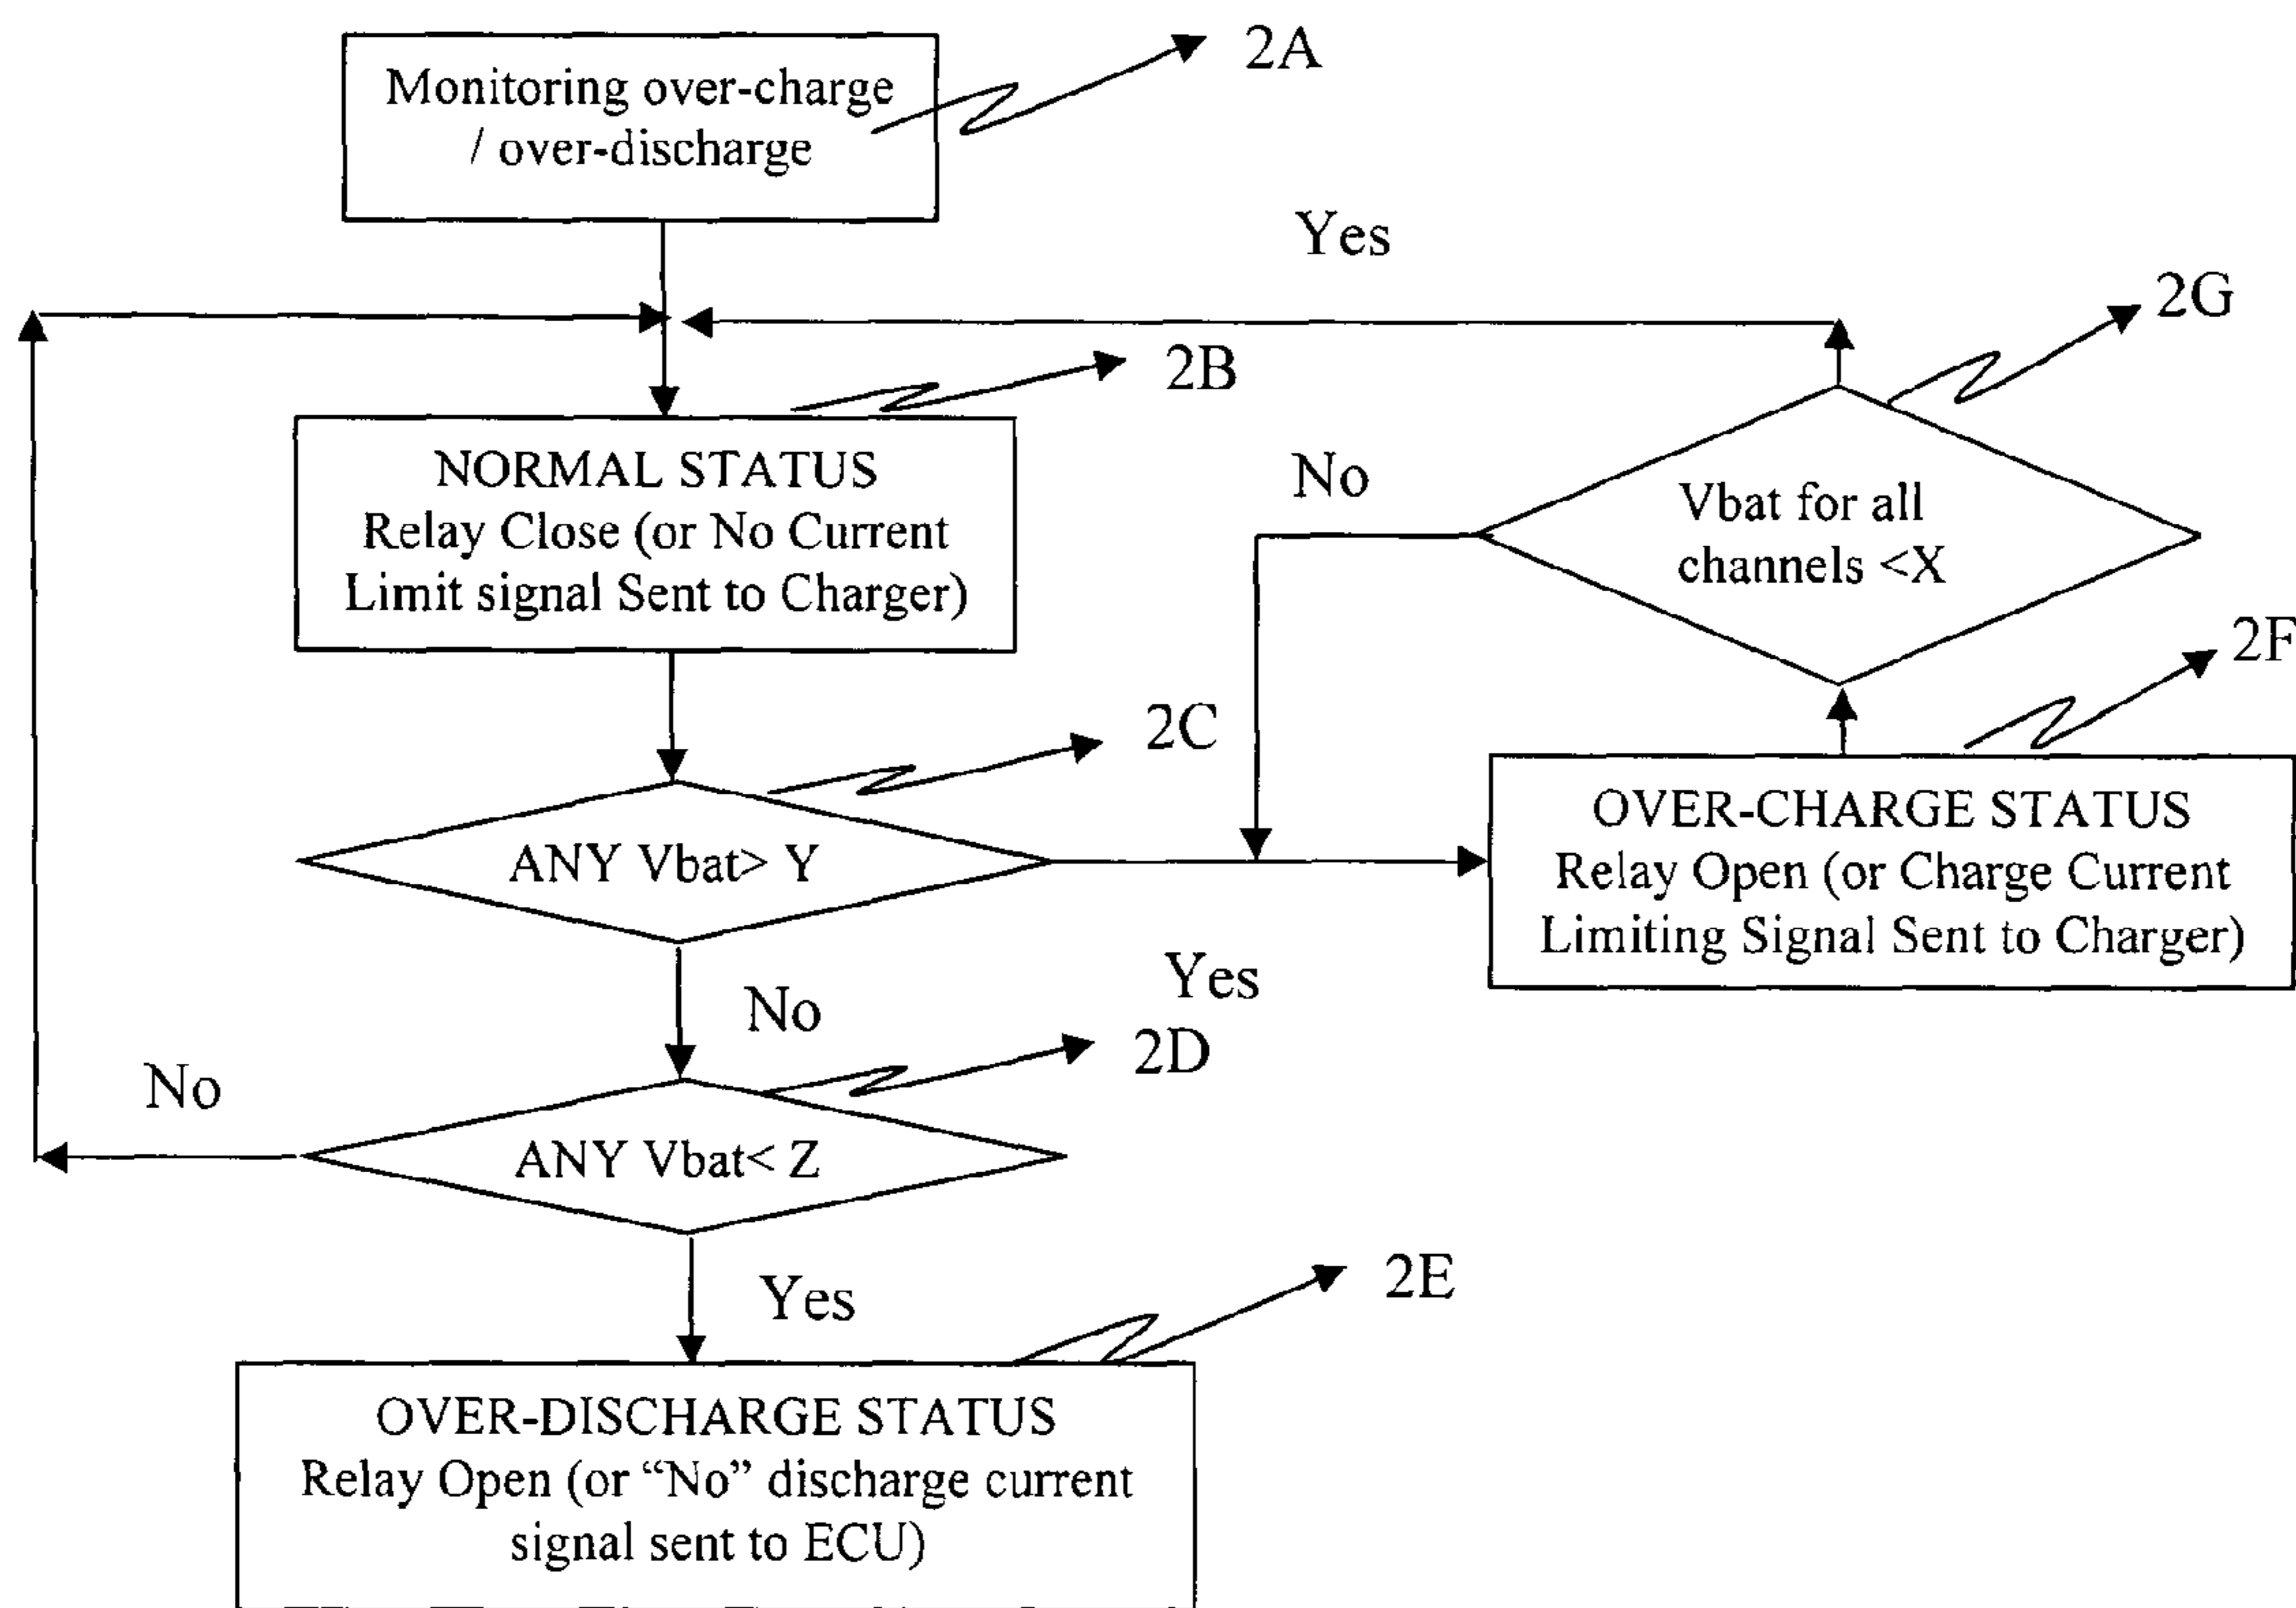 Monitoring over-charge
/ over-discharge
2A
Yes
2G
2B
NORMAL STATUS
Relay Close (or No Current
Limit signal Sent to Charger)
No
Vbat for all
channels <X
2F
2C
ANY Vbat> Y
OVER-CHARGE STATUS
Relay Open (or Charge Current
Limiting Signal Sent to Charger)
Yes
No
2D
No
ANY Vbat< Z
Yes
2E
OVER-DISCHARGE STATUS
Relay Open (or “No” discharge current
signal sent to ECU)